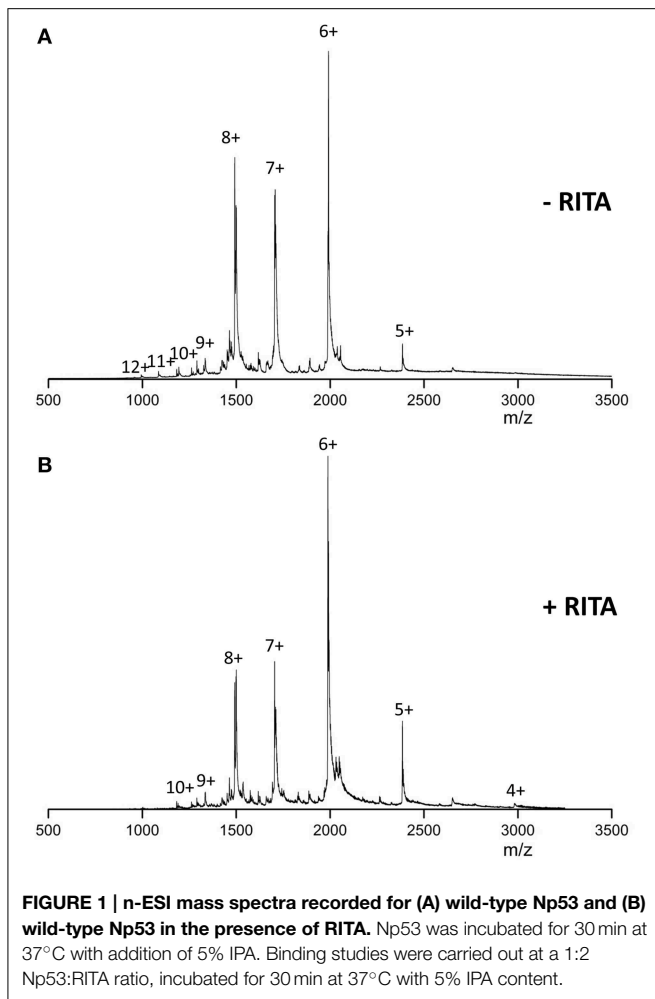 A
6+
8+
7+
- RITA
5+
9+
10+
11+
12+
500 1000 1500 2000 2500 3000 3500
m/z
B
6+
+ RITA
8+
7+
5+
10+ 9+ 4+
500 1000 1500 2000 2500 3000 3500
m/z
FIGURE 1 | n-ESI mass spectra recorded for (A) wild-type Np53 and (B)
wild-type Np53 in the presence of RITA. Np53 was incubated for 30 min at
37°C with addition of 5% IPA. Binding studies were carried out at a 1:2
Np53:RITA ratio, incubated for 30 min at 37°C with 5% IPA content.